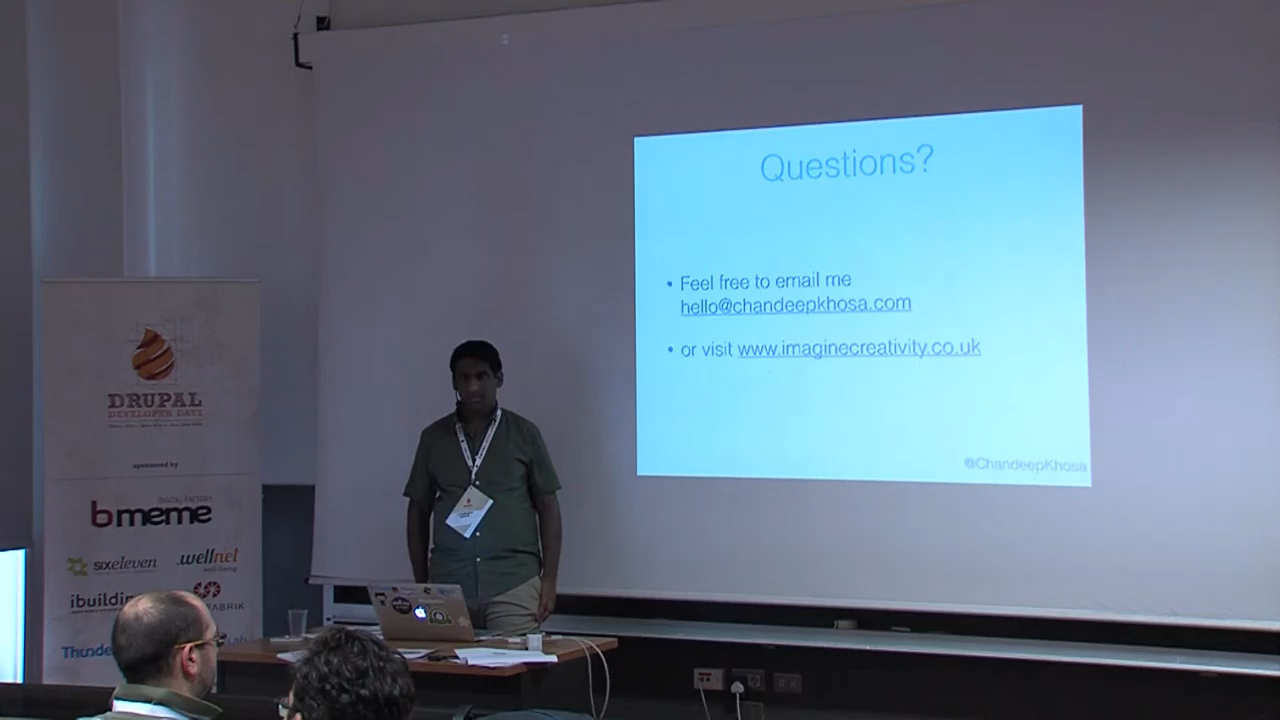 Questions?
• Feel free to email me
hello@chandeepkhosa.com
• or visit www.imaginecreativity.co.uk
@ChandeepKhosa
DRUPAL
DEVELOPER DAYS
sponsored by
DIGITAL FACTORY
bmeme
sixeleven
.wellnet
ibuildin
FABRIK
Thunde
Lab